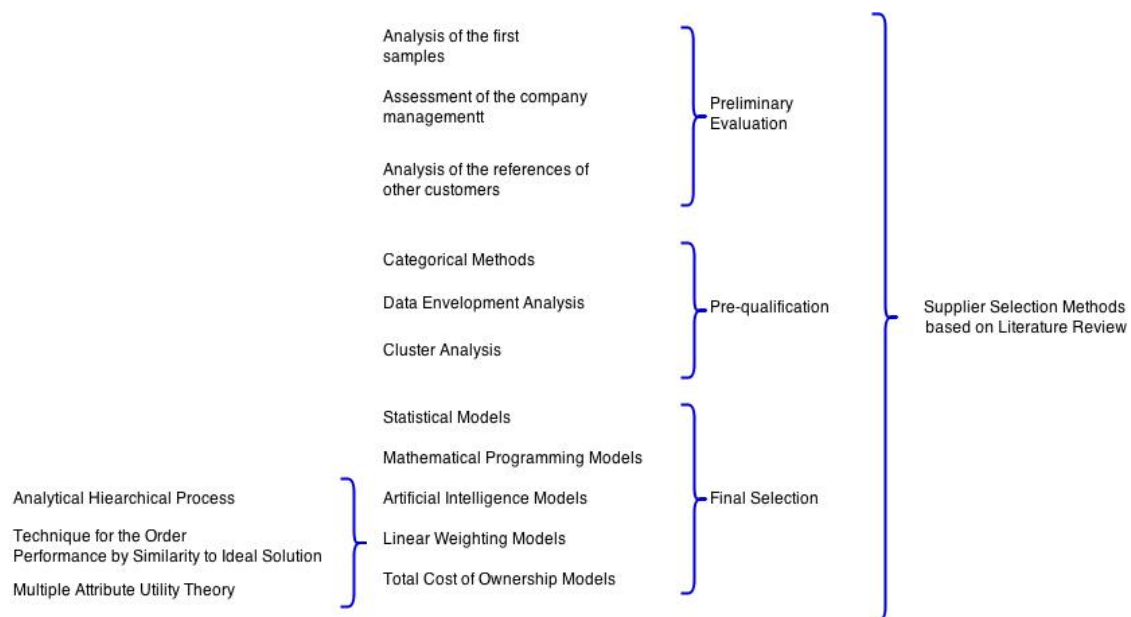 Analysis of the first
samples
Assessment of the company
managementt
Analysis of the references of
other customers
Preliminary
Evaluation
Categorical Methods
Data Envelopment Analysis
Cluster Analysis
Pre-qualification
Supplier Selection Methods
based on Literature Review
Statistical Models
Mathematical Programming Models
Artificial Intelligence Models
Linear Weighting Models
Total Cost of Ownership Models
Final Selection
Analytical Hiearchical Process
Technique for the Order
Performance by Similarity to Ideal Solution
Multiple Attribute Utility Theory